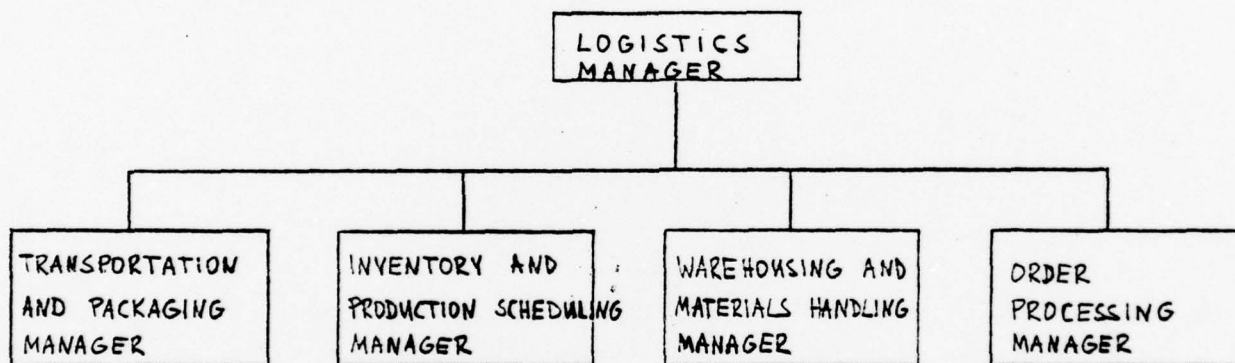 LOGISTICS
MANAGER
TRANSPORTATION
AND PACKAGING
MANAGER
INVENTORY AND
PRODUCTION SCHEDULING
MANAGER
WAREHOUSING AND
MATERIALS HANDLING
MANAGER
ORDER
PROCESSING
MANAGER